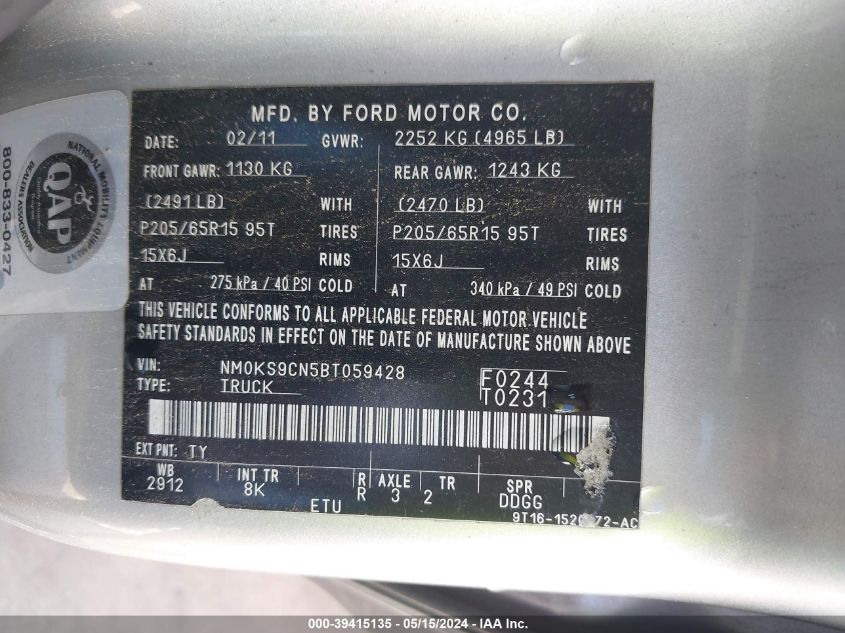 MFD. BY FORD MOTOR CO.
DATE: 02/11 GVWR: 2252 KG (4965 LB)
FRONT GAWR: 1130 KG REAR GAWR: 1243 KG
(2491 LB) WITH (2470 LB) WITH
P205/65R15 95T TIRES P205/65R15 95T TIRES
15X6J RIMS 15X6J RIMS
AT 275 kPa / 40 PSI COLD AT 340 kPa / 49 PSI COLD
THIS VEHICLE CONFORMS TO ALL APPLICABLE FEDERAL MOTOR VEHICLE
SAFETY STANDARDS IN EFFECT ON THE DATE OF MANUFACTURE SHOWN ABOVE.
VIN: NM0KS9CN5BT059428 F0244
TYPE: TRUCK T0231
EXT PNT: TY
WB INT TR R AXLE TR SPR
2912 8K R 3 2 DDGG
ETU
NATIONAL MOBILITY EQUIPMENT
DEALERS ASSOCIATION
QAP
800-833-0427
000-39415135 - 05/15/2024 - IAA Inc.